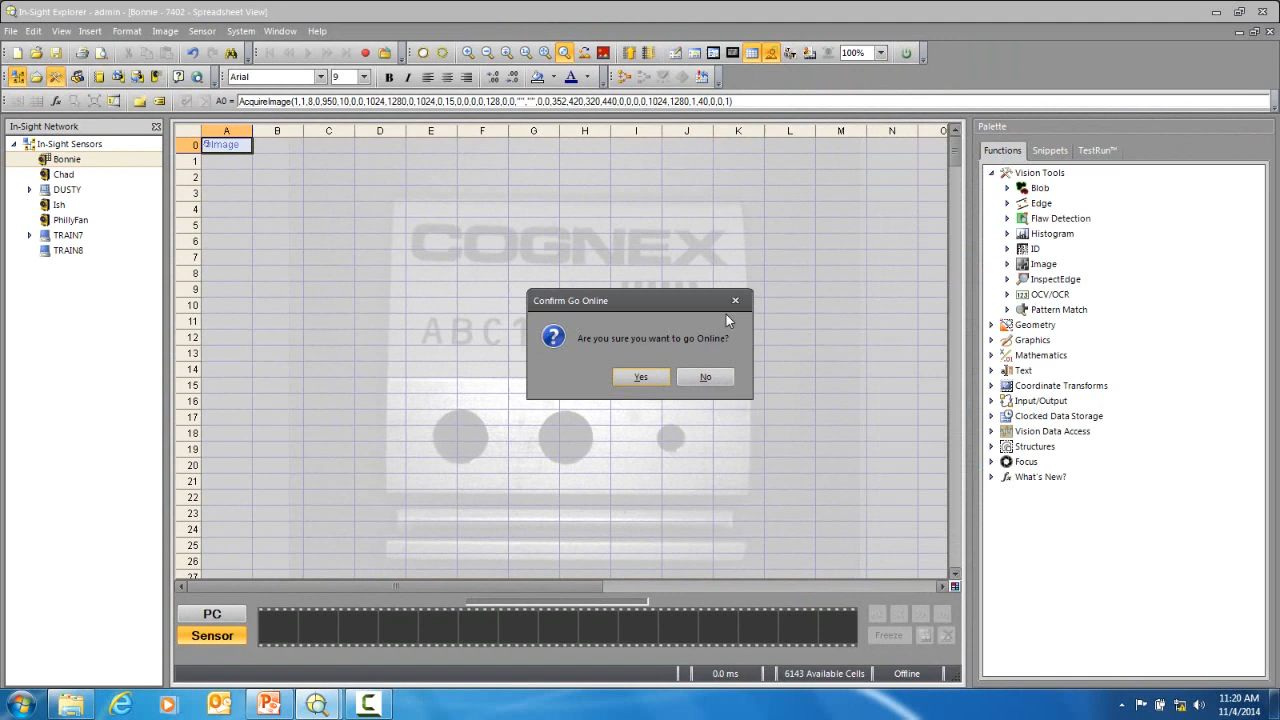 In-Sight Explorer - admin - [Bonnie - 7402 - Spreadsheet View]
File Edit View Insert Format Image Sensor System Window Help
100%
Arial 9
A0 = AcquireImage(1,1,8,0.950,10,0,0,1024,1280,0,1024,0,15,0,0,0,0,128,0,0,"","",0,0,352,420,320,440,0,0,0,0,1024,1280,1.40,0,0,1)
In-Sight Network
In-Sight Sensors
Bonnie
Chad
DUSTY
Ish
PhillyFan
TRAIN7
TRAIN8
A B C D E F G H I J K L M N O
0 Image
1
2
3
4
5
6
7
8
9
10
11
12
13
14
15
16
17
18
19
20
21
22
23
24
25
26
27
COGNEX
ABC1
Confirm Go Online
Are you sure you want to go Online?
Yes No
PC
Sensor
Freeze
0.0 ms 6143 Available Cells Offline
Palette
Functions Snippets TestRun™
Vision Tools
Blob
Edge
Flaw Detection
Histogram
ID
Image
InspectEdge
OCV/OCR
Pattern Match
Geometry
Graphics
Mathematics
Text
Coordinate Transforms
Input/Output
Clocked Data Storage
Vision Data Access
Structures
Focus
What's New?
11:20 AM
11/4/2014